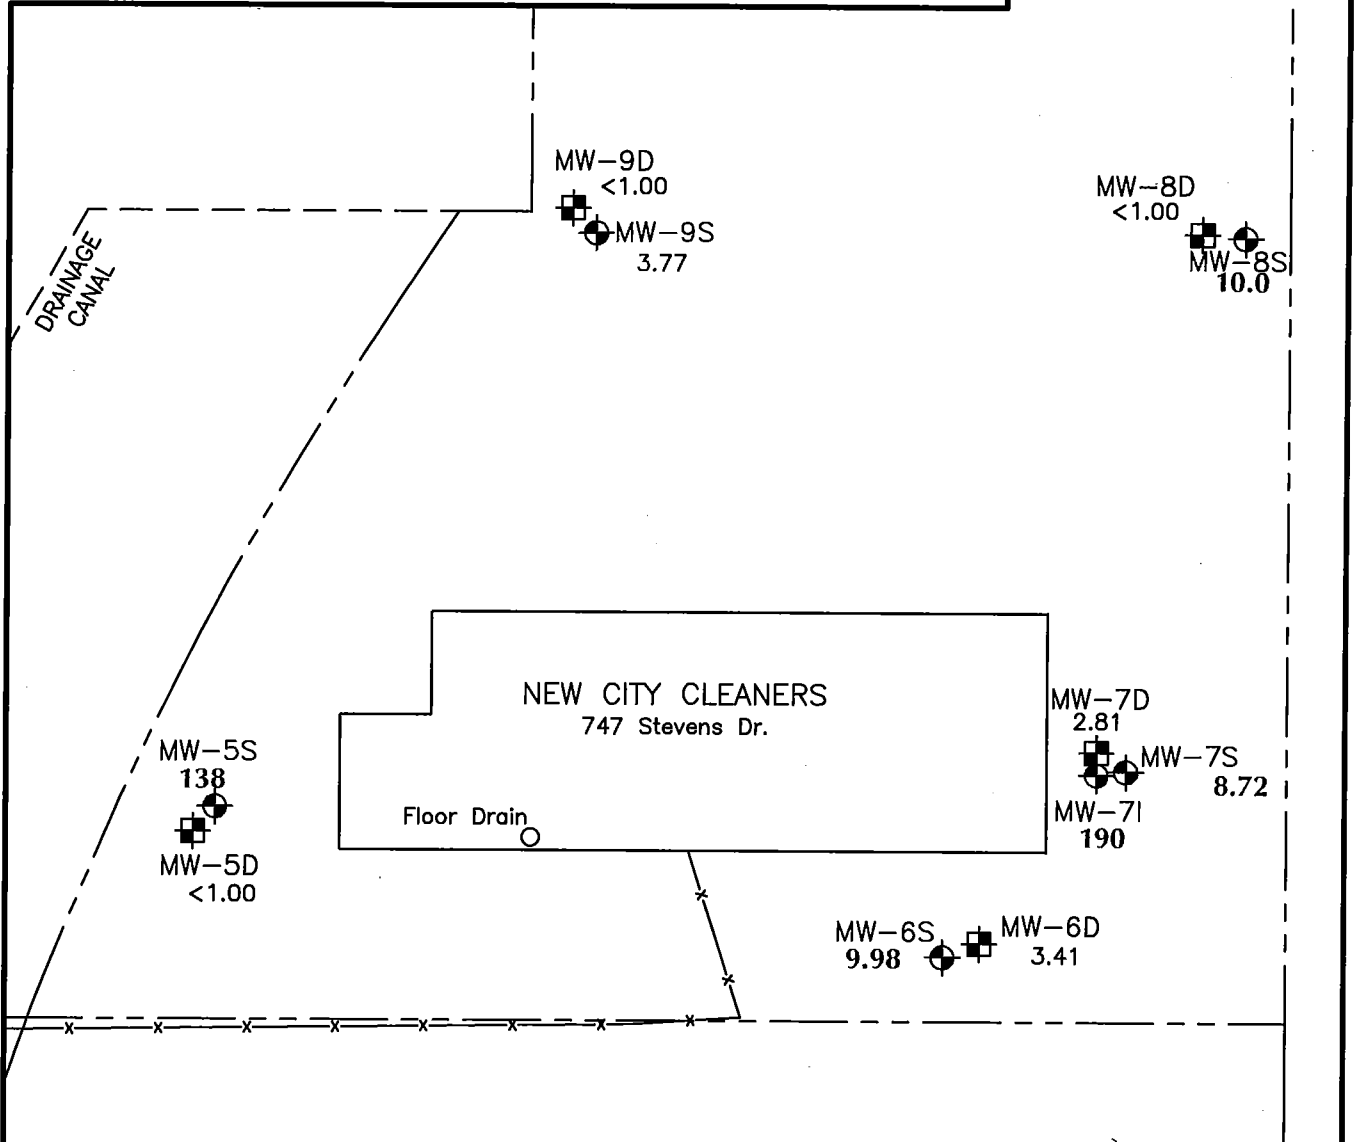 MW-9D
<1.00
MW-9S
3.77
MW-8D
<1.00
MW-8S
10.0
DRAINAGE
CANAL
NEW CITY CLEANERS
747 Stevens Dr.
MW-7D
2.81
MW-7S
8.72
MW-7I
190
MW-5S
138
MW-5D
<1.00
Floor Drain
MW-6S
9.98
MW-6D
3.41